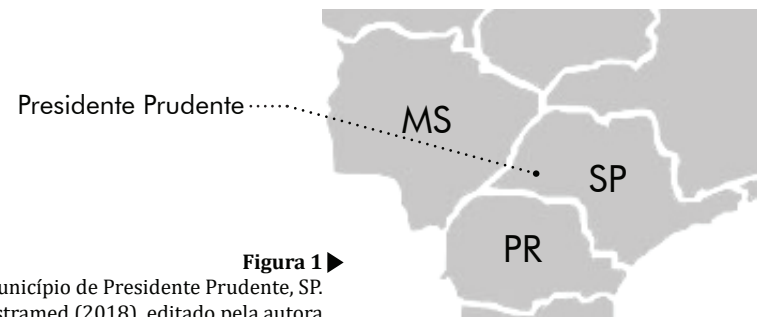 Presidente Prudente
MS
SP
PR
Figura 1
unicípio de Presidente Prudente, SP.
stramed (2018), editado pela autora